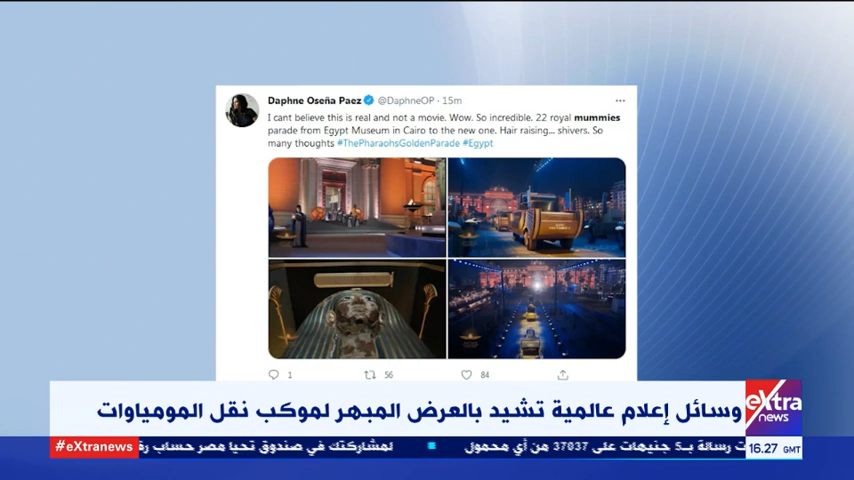 Daphne Oseña Paez @DaphneOP · 15m
I cant believe this is real and not a movie. Wow. So incredible. 22 royal mummies
parade from Egypt Museum in Cairo to the new one. Hair raising... shivers. So
many thoughts #ThePharaohsGoldenParade #Egypt
1 56 84
وسائل إعلام عالمية تشيد بالعرض المبهر لموكب نقل المومياوات
eXtra
news
#eXtranews
رسالة بـ5 جنيهات على 37037 من أي محمول ■ لمشاركتك في صندوق تحيا مصر حساب
16.27 GMT